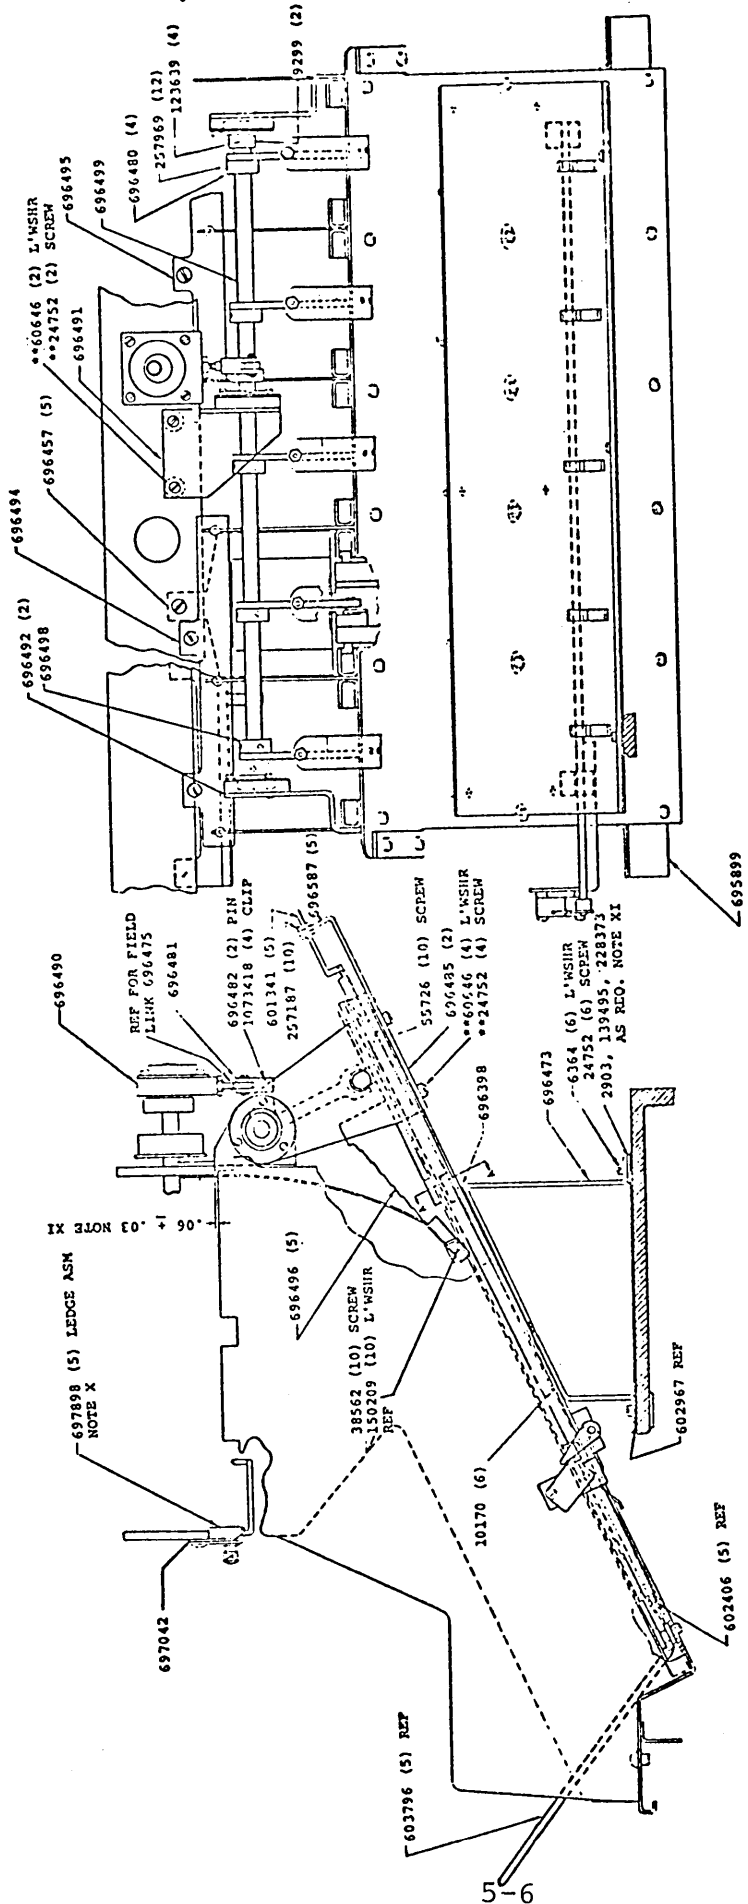 603796 (5) REF
697042
697898 (5) LEDGE ASM
NOTE X
.06 ± .03 NOTE XI
696490
REF FOR FIELD
LINK 696475
696481
696482 (2) PIN
1073418 (4) CLIP
601341 (5)
257187 (10)
696587 (5)
696496 (5)
38562 (10) SCREW
150209 (10) L'WSHR
REF
55726 (10) SCREW
696485 (2)
**60646 (4) L'WSHR
**24752 (4) SCREW
696398
10170 (6)
696473
6364 (6) L'WSHR
24752 (6) SCREW
2903, 139495, 228373
AS REQ. NOTE XI
602967 REF
602406 (5) REF
696492 (2)
696498
696494
696457 (5)
**60646 (2) L'WSHR
**24752 (2) SCREW
696491
696495
696499
696480 (4)
257969 (12)
123639 (4)
9299 (2)
695899
5-6